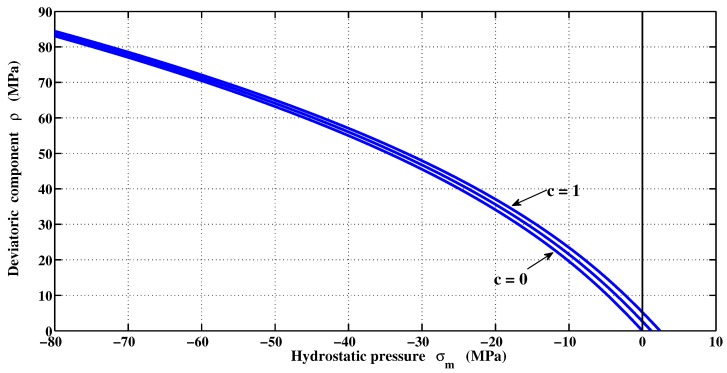 90
80
70
60
50
40
30
20
10
0
Deviatoric component ρ (MPa)
c = 1
c = 0
−80 −70 −60 −50 −40 −30 −20 −10 0 10
Hydrostatic pressure σm (MPa)